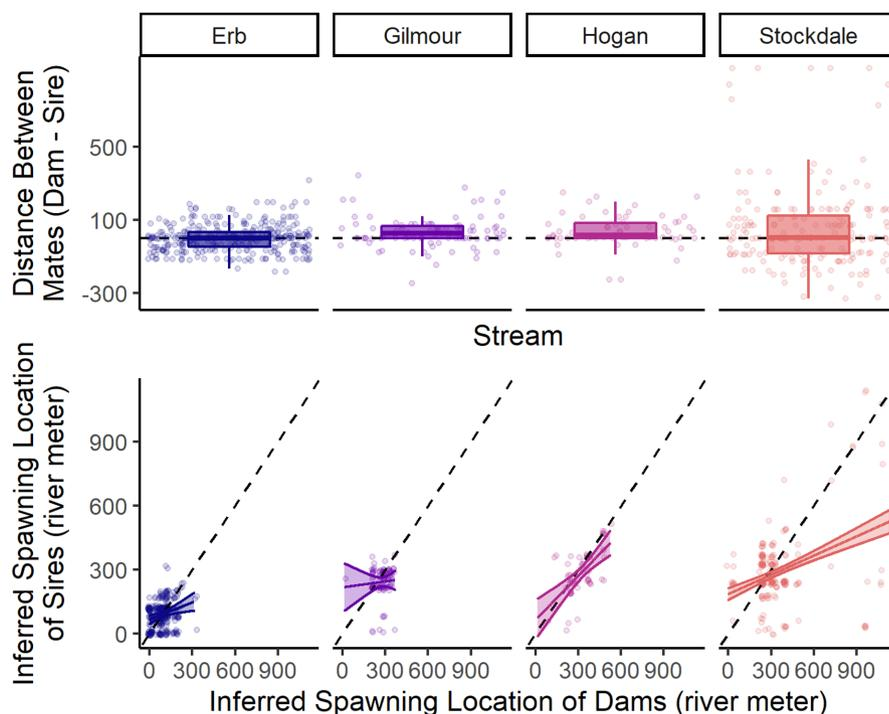 Erb Gilmour Hogan Stockdale
Distance Between
Mates (Dam - Sire)
500
100
-300
Stream
Inferred Spawning Location
of Sires (river meter)
900
600
300
0
0 300 600 900 0 300 600 900 0 300 600 900 0 300 600 900
Inferred Spawning Location of Dams (river meter)